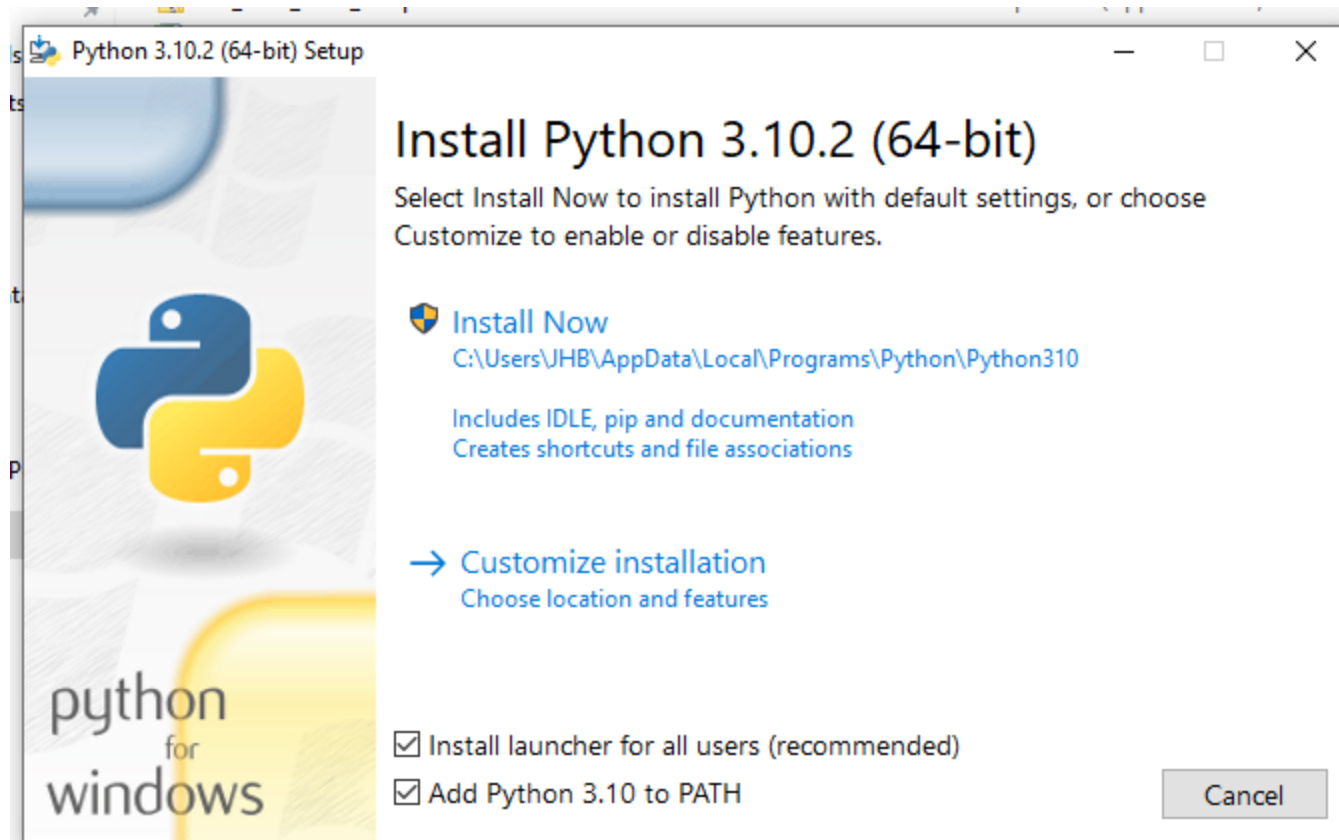 Python 3.10.2 (64-bit) Setup
Install Python 3.10.2 (64-bit)
Select Install Now to install Python with default settings, or choose
Customize to enable or disable features.
Install Now
C:\Users\JHB\AppData\Local\Programs\Python\Python310
Includes IDLE, pip and documentation
Creates shortcuts and file associations
Customize installation
Choose location and features
python
for
windows
Install launcher for all users (recommended)
Add Python 3.10 to PATH
Cancel